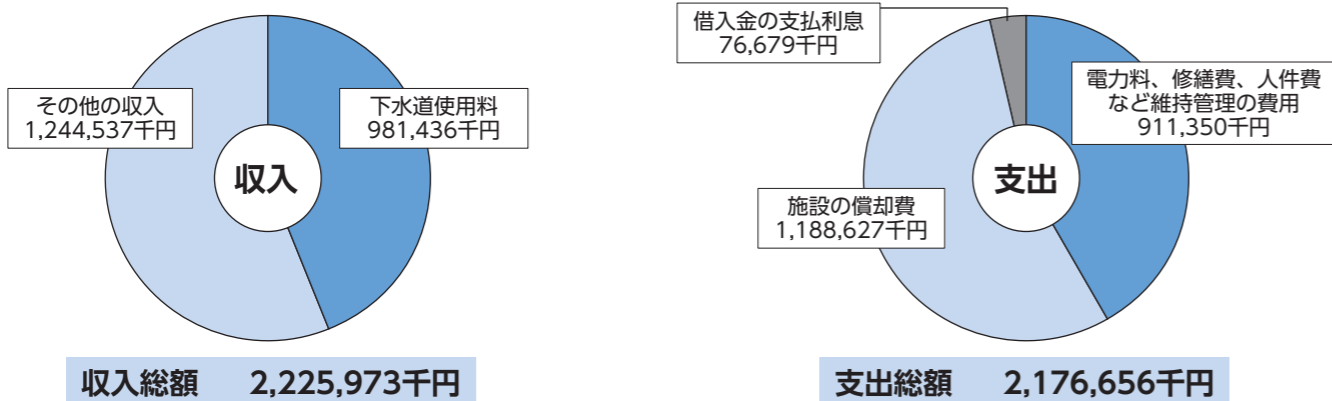 その他の収入
1,244,537千円
下水道使用料
981,436千円
収入
収入総額 2,225,973千円
借入金の支払利息
76,679千円
電力料、修繕費、人件費
など維持管理の費用
911,350千円
施設の償却費
1,188,627千円
支出
支出総額 2,176,656千円